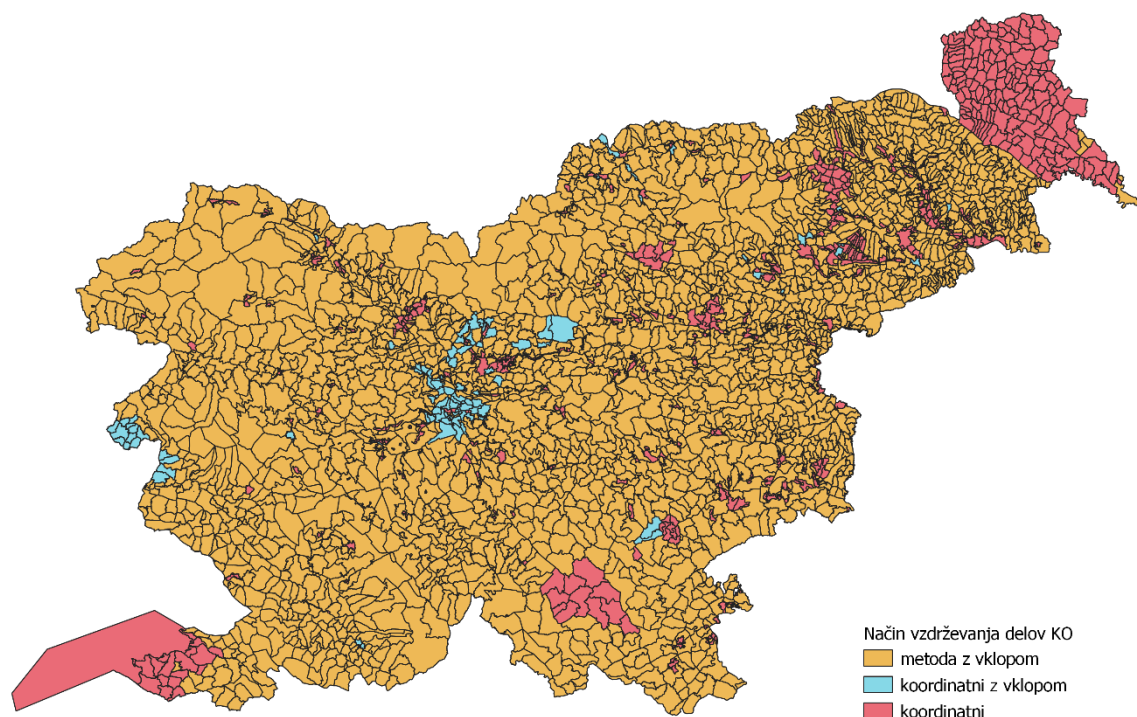 Način vzdrževanja delov KO
metoda z vklopom
koordinatni z vklopom
koordinatni